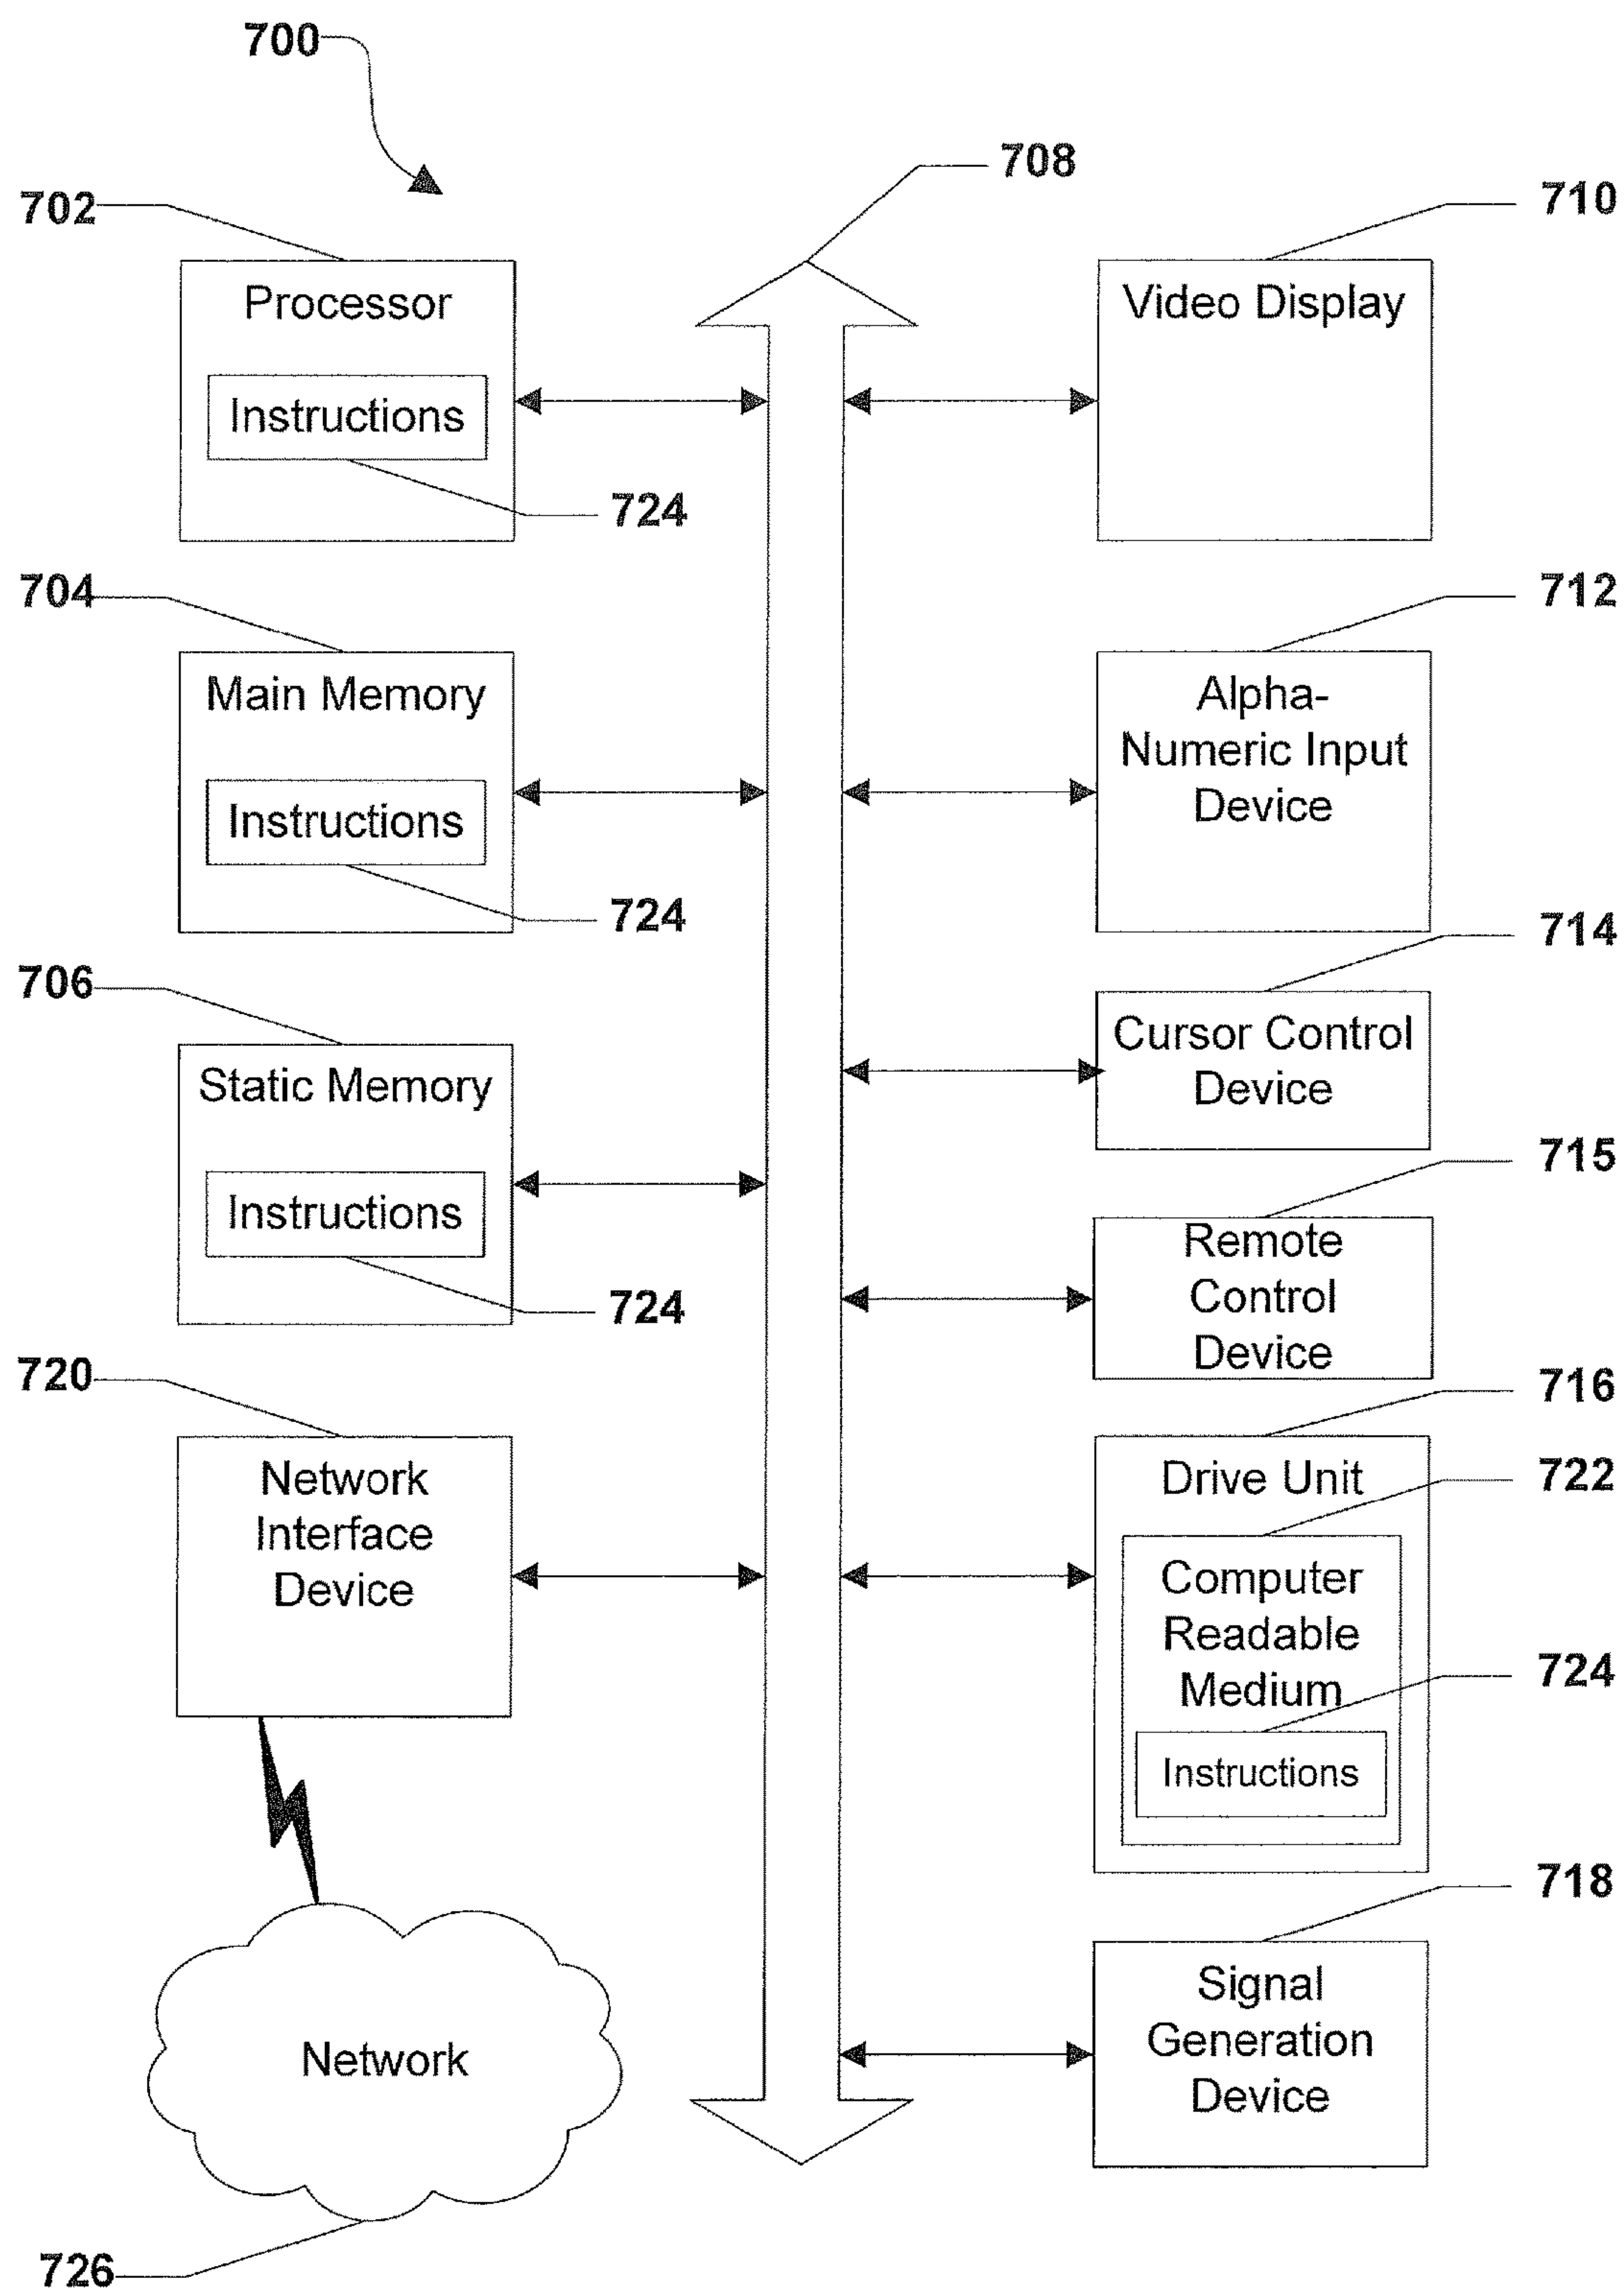 700
708
702
710
Processor
Instructions
724
Video Display
704
712
Main Memory
Instructions
724
Alpha-
Numeric Input
Device
714
706
Cursor Control
Device
Static Memory
Instructions
724
715
Remote
Control
Device
720
716
Network
Interface
Device
Drive Unit
722
Computer
Readable
Medium
724
Instructions
718
Network
Signal
Generation
Device
726